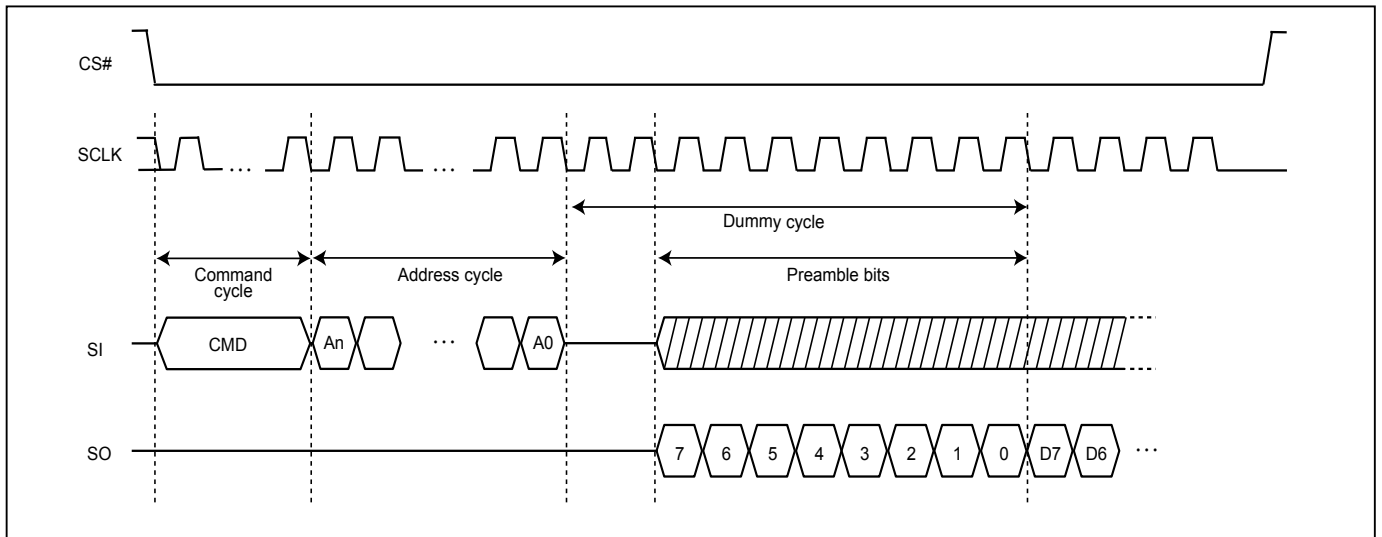 CS#
SCLK
... ...
Dummy cycle
Command
cycle
Address cycle
Preamble bits
SI
CMD
An
...
A0
SO
7 6 5 4 3 2 1 0 D7 D6 ...